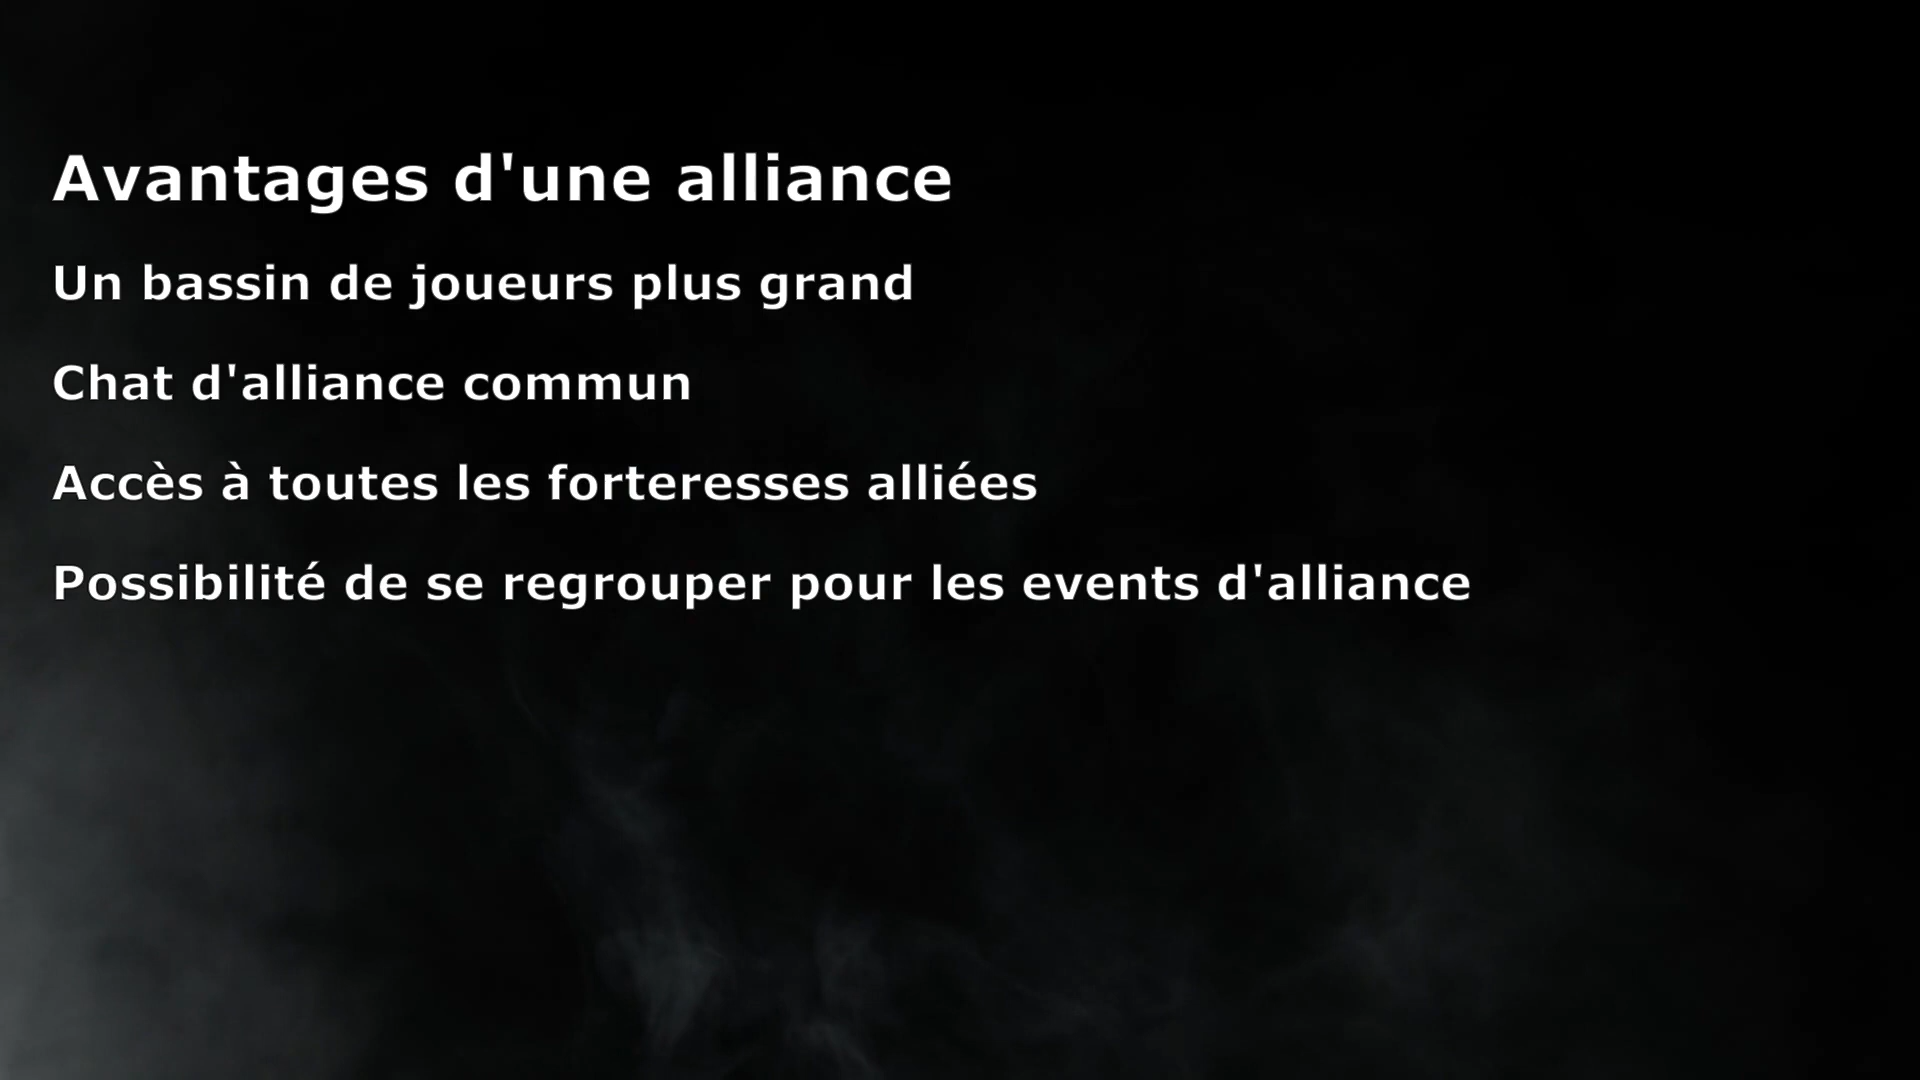 Avantages d'une alliance
Un bassin de joueurs plus grand
Chat d'alliance commun
Accès à toutes les forteresses alliées
Possibilité de se regrouper pour les events d'alliance